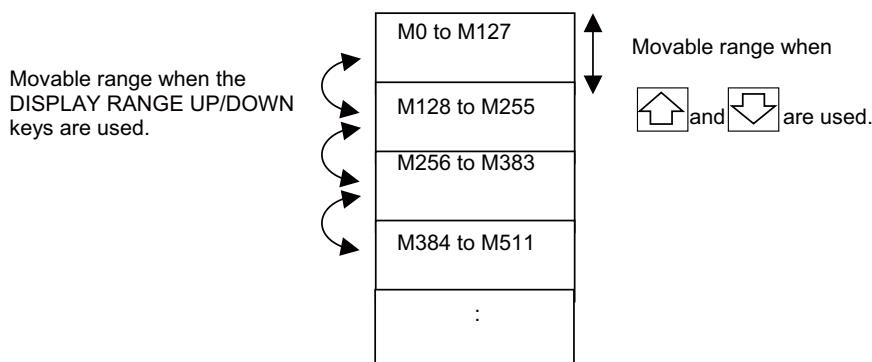 Movable range when the
DISPLAY RANGE UP/DOWN
keys are used.
M0 to M127
M128 to M255
M256 to M383
M384 to M511
:
Movable range when
and are used.